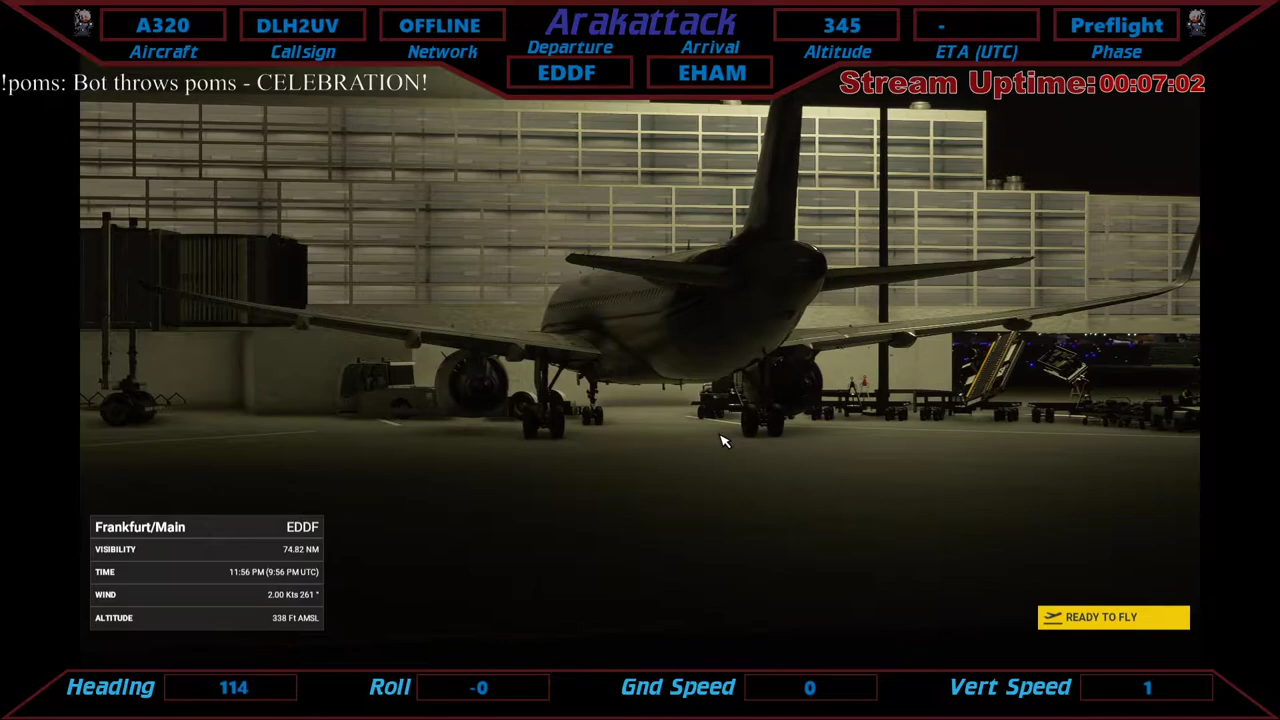 A320 DLH2UV OFFLINE Arakattack 345 - Preflight
Aircraft Callsign Network Departure Arrival Altitude ETA (UTC) Phase
EDDF EHAM
!poms: Bot throws poms - CELEBRATION!
Stream Uptime: 00:07:02
Frankfurt/Main EDDF
VISIBILITY 74.82 NM
TIME 11:56 PM (9:56 PM UTC)
WIND 2.00 Kts 261 °
ALTITUDE 338 Ft AMSL
READY TO FLY
Heading 114 Roll -0 Gnd Speed 0 Vert Speed 1